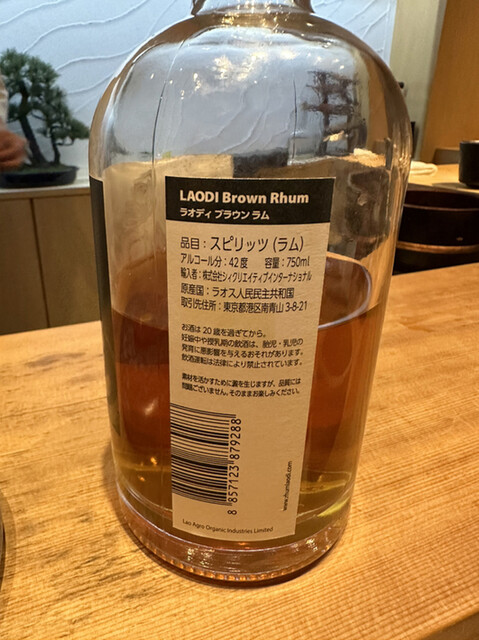 LAODI Brown Rhum
ラオディ ブラウン ラム
品目：スピリッツ（ラム）
アルコール分：42度 容量：750ml
輸入者：株式会社シィクリエイティブインターナショナル
原産国：ラオス人民民主共和国
取引先住所：東京都港区南青山 3-8-21
お酒は20歳を過ぎてから。
妊娠中や授乳期の飲酒は、胎児・乳児の
発育に悪影響を与えるおそれがあります。
飲酒運転は法律により禁止されています。
素材を活かすために澱を生じますが、品質には
問題ございません。そのままお楽しみください。
8 857123 879288
www.rhumlaodi.com
Lao Agro Organic Industries Limited